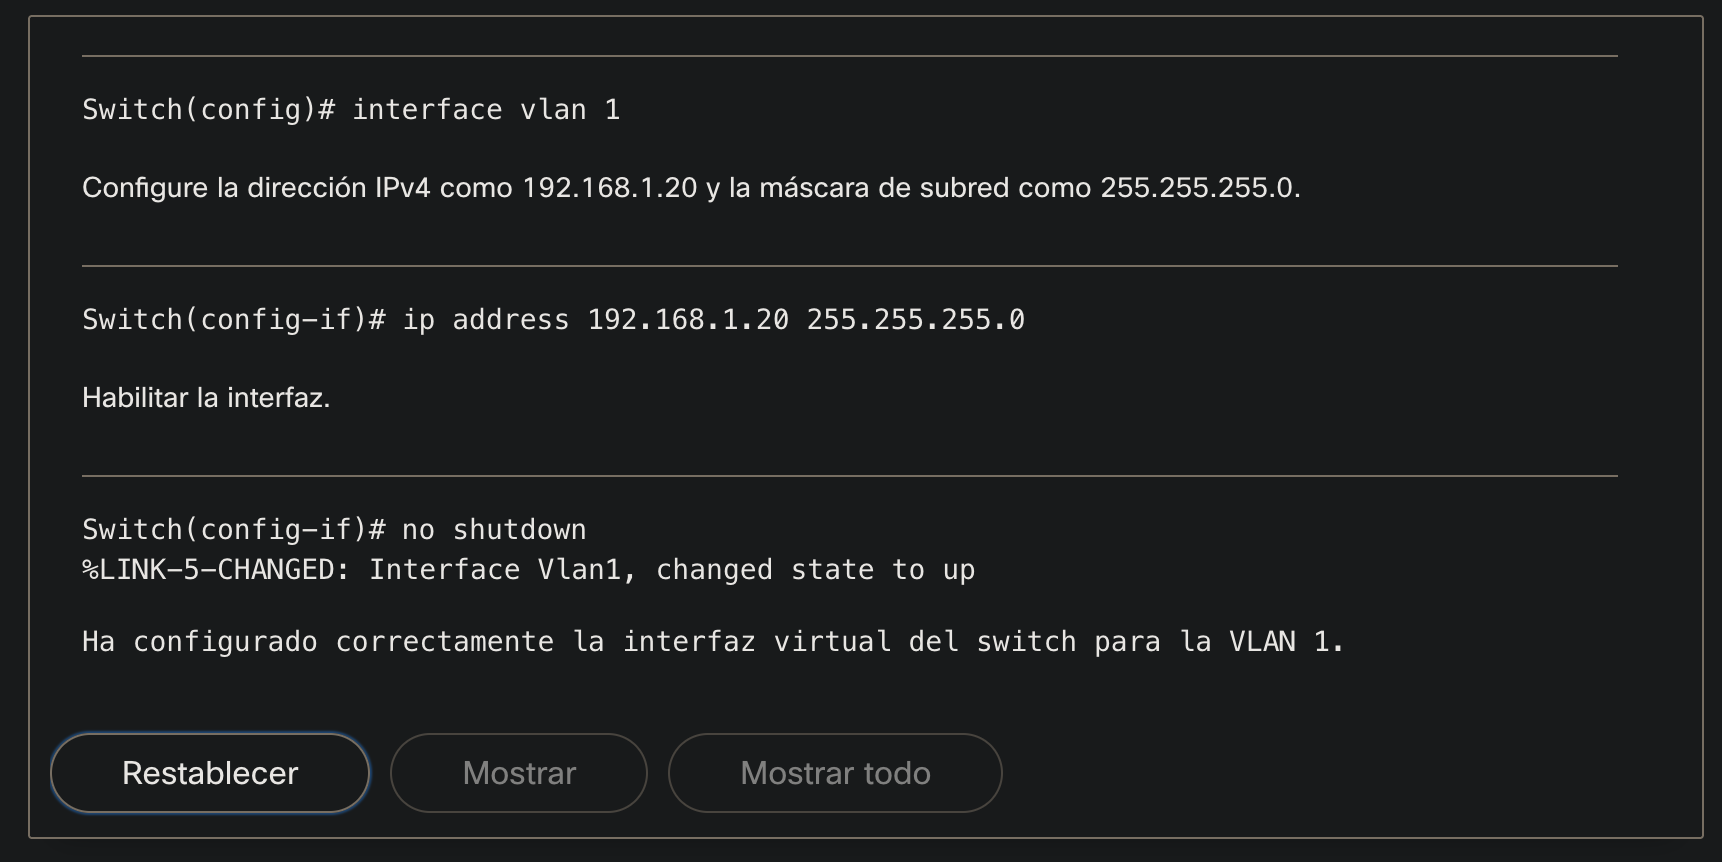 Switch(config)# interface vlan 1
Configure la dirección IPv4 como 192.168.1.20 y la máscara de subred como 255.255.255.0.
Switch(config-if)# ip address 192.168.1.20 255.255.255.0
Habilitar la interfaz.
Switch(config-if)# no shutdown
%LINK-5-CHANGED: Interface Vlan1, changed state to up
Ha configurado correctamente la interfaz virtual del switch para la VLAN 1.
Restablecer Mostrar Mostrar todo